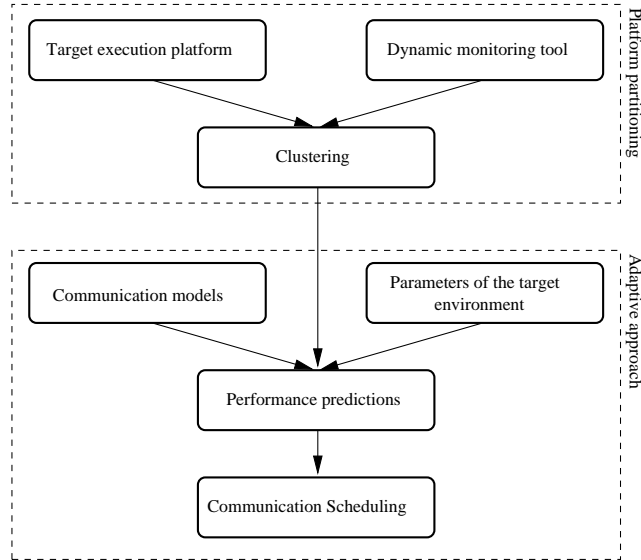 Target execution platform
Dynamic monitoring tool
Clustering
Platform partitioning
Communication models
Parameters of the target
environment
Performance predictions
Communication Scheduling
Adaptive approach